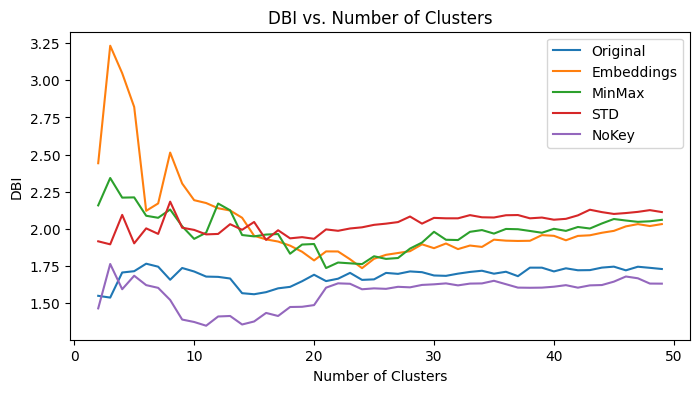 DBI vs. Number of Clusters
DBI
3.25
3.00
2.75
2.50
2.25
2.00
1.75
1.50
0
10
20
30
40
50
Number of Clusters
Original
Embeddings
MinMax
STD
NoKey